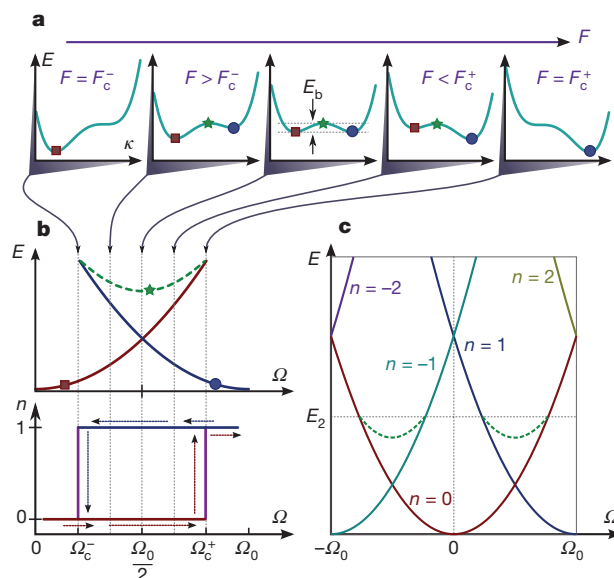 a
F
E
F = F_c^-
F > F_c^-
E_b
F < F_c^+
F = F_c^+
κ
b
E
Ω
n
1
0
0
Ω_c^-
Ω_0/2
Ω_c^+
Ω_0
Ω
c
E
n = −2
n = 2
n = 1
n = −1
E_2
n = 0
−Ω_0
0
Ω_0
Ω